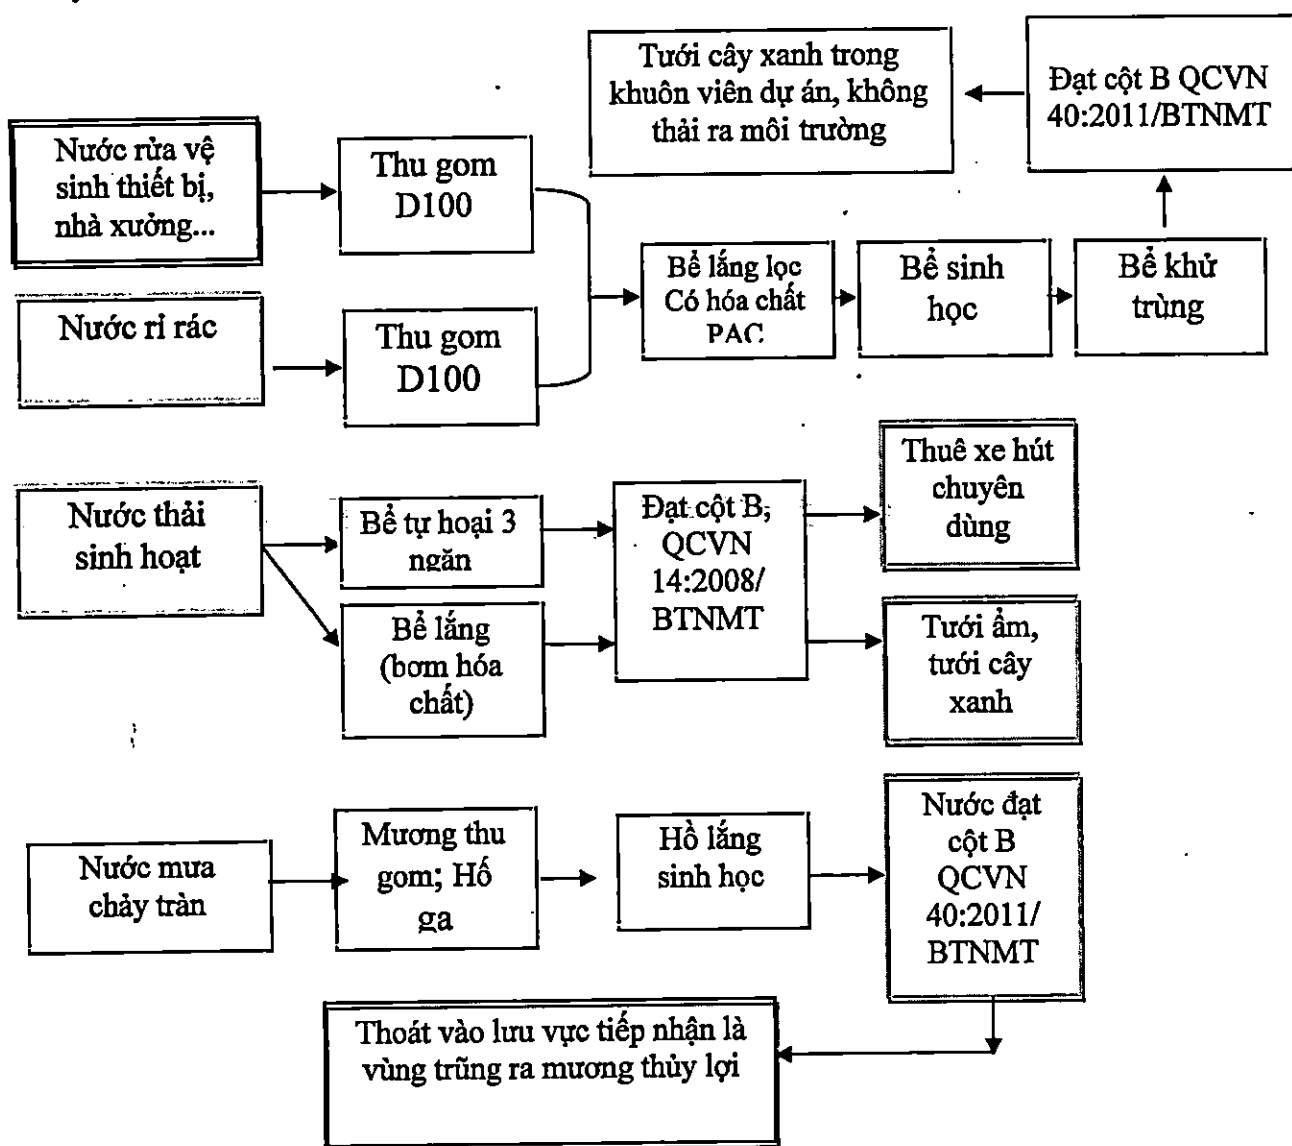 Nước rửa vệ
sinh thiết bị,
nhà xưởng...
Thu gom
D100
Nước rỉ rác
Thu gom
D100
Bể lắng lọc
Có hóa chất
PAC
Bể sinh
học
Bể khử
trùng
Đạt cột B QCVN
40:2011/BTNMT
Tưới cây xanh trong
khuôn viên dự án, không
thải ra môi trường
Nước thải
sinh hoạt
Bể tự hoại 3
ngăn
Bể lắng
(bơm hóa
chất)
Đạt cột B,
QCVN
14:2008/
BTNMT
Thuê xe hút
chuyên
dùng
Tưới ẩm,
tưới cây
xanh
Nước mưa
chảy tràn
Mương thu
gom; Hố
ga
Hồ lắng
sinh học
Nước đạt
cột B
QCVN
40:2011/
BTNMT
Thoát vào lưu vực tiếp nhận là
vùng trũng ra mương thủy lợi